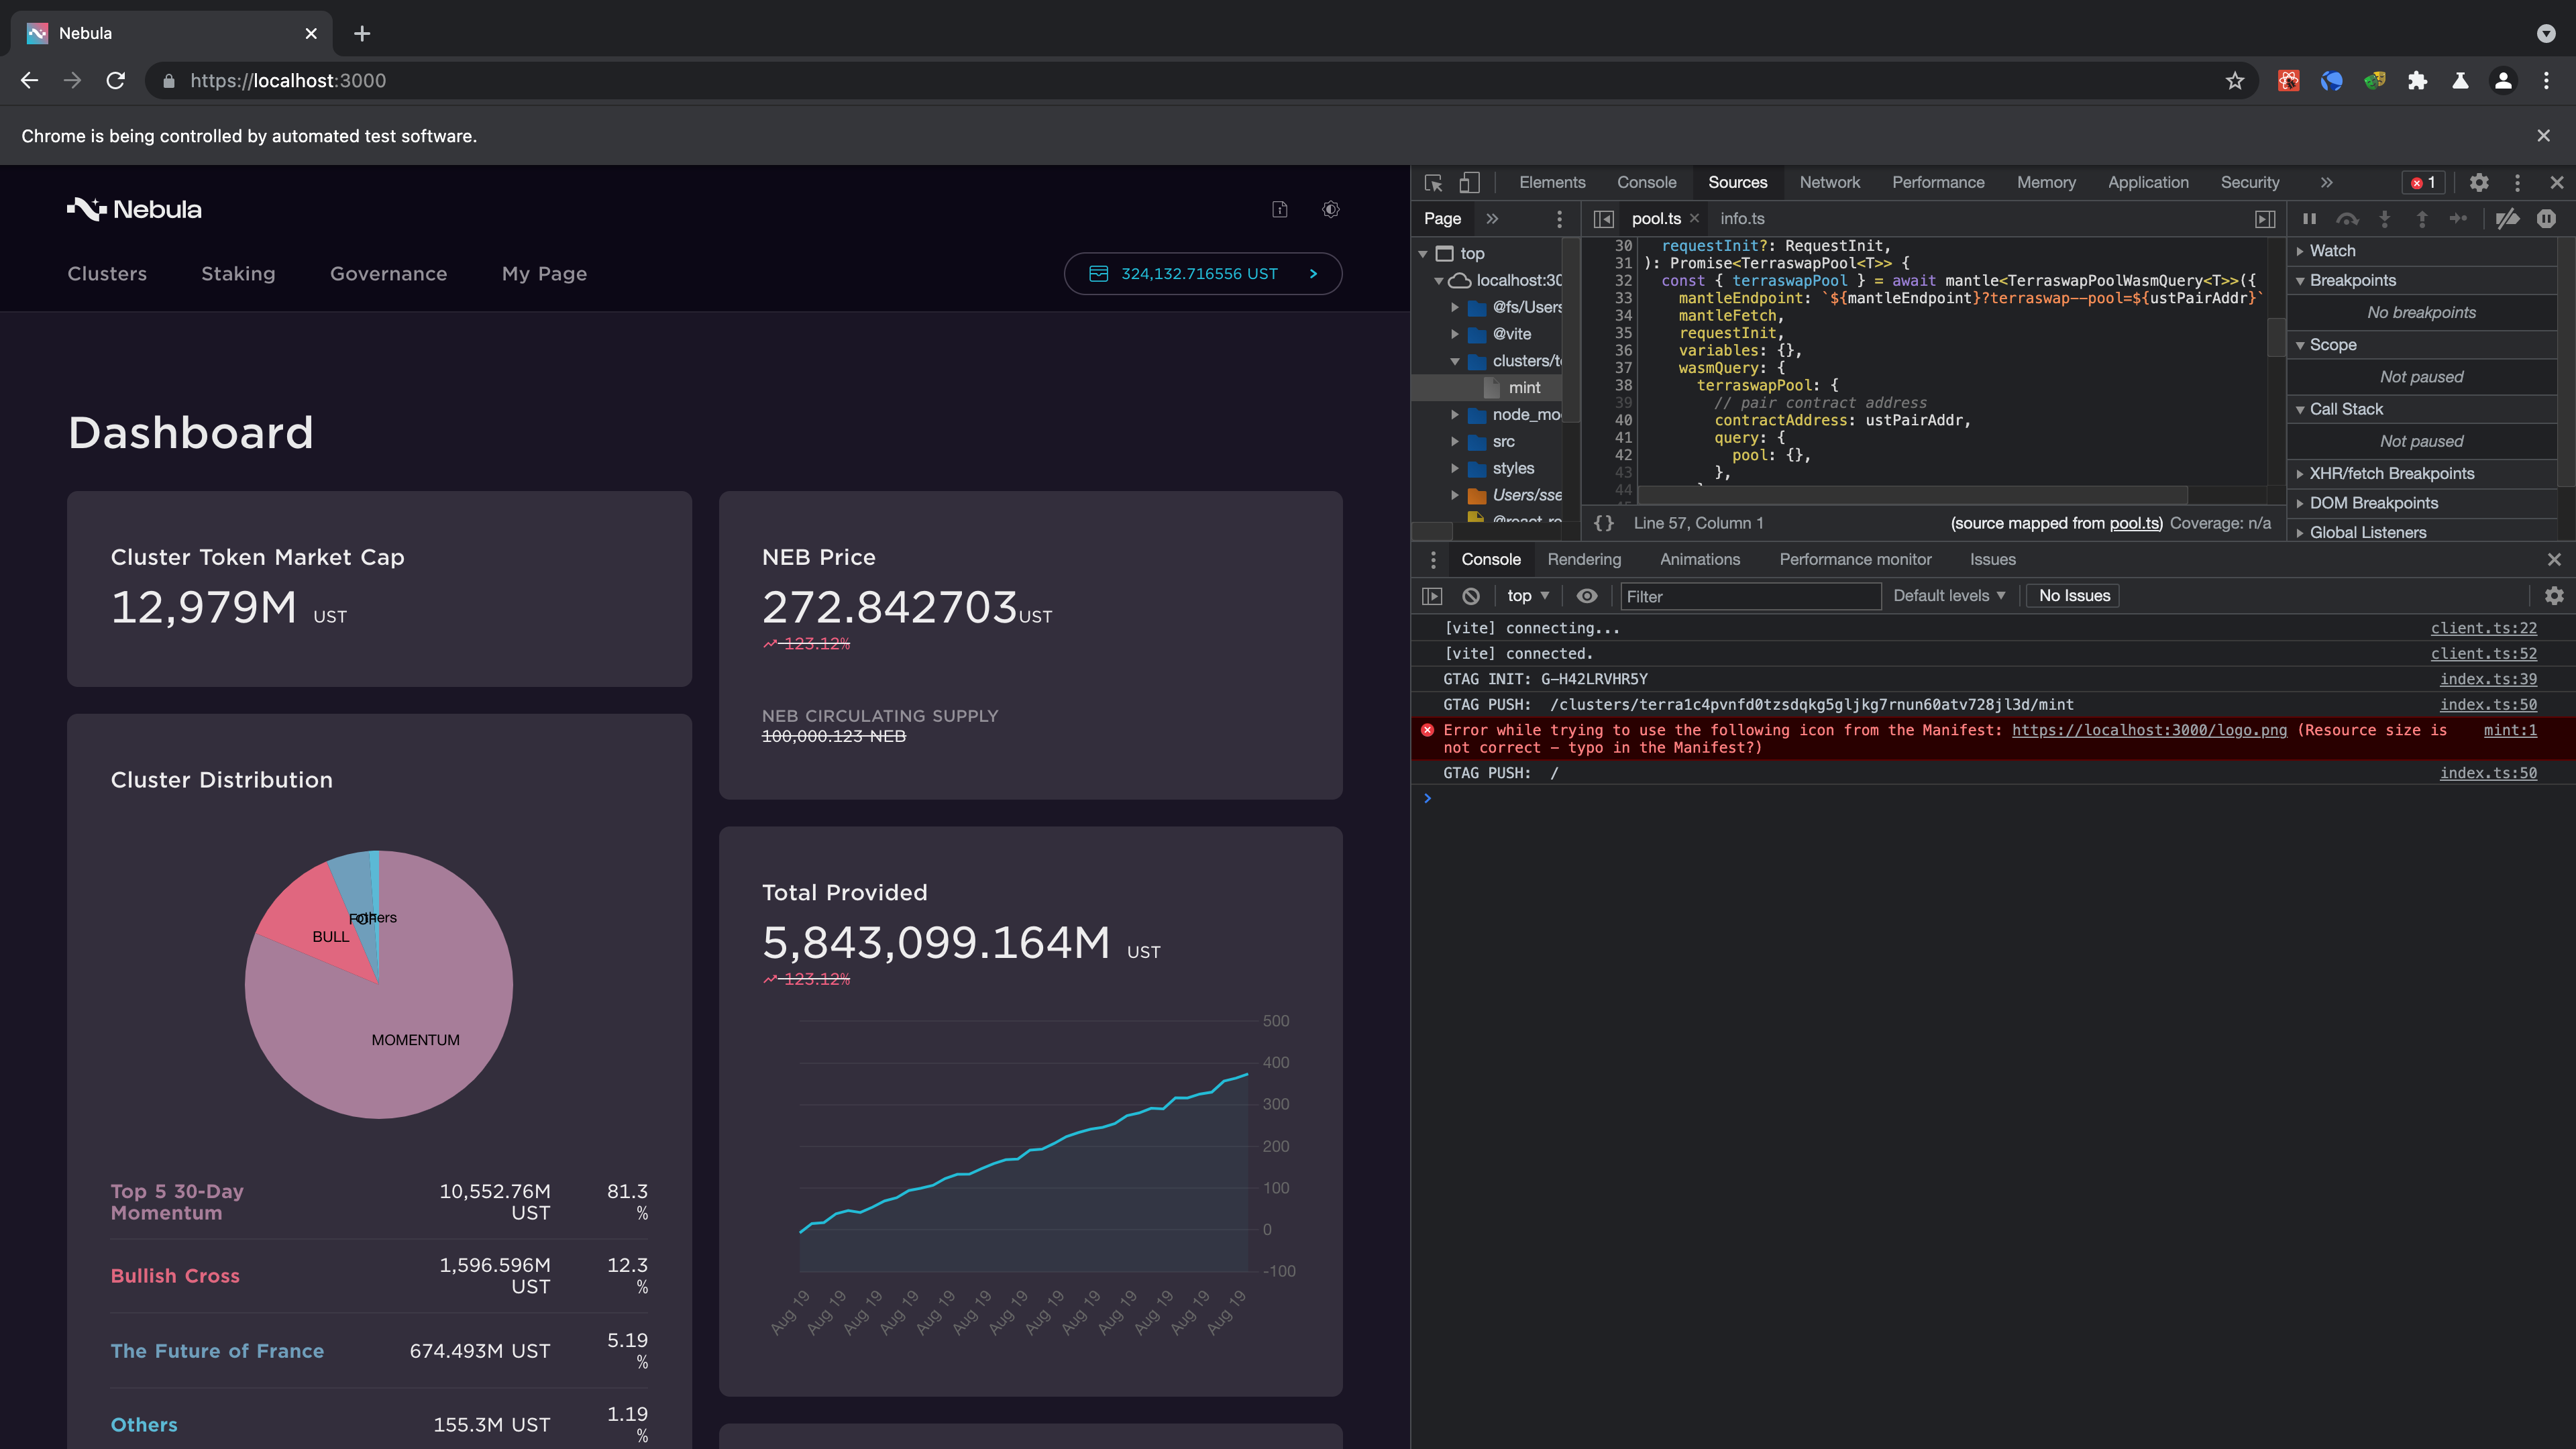 Nebula
https://localhost:3000
Chrome is being controlled by automated test software.
Nebula
Clusters
Staking
Governance
My Page
324,132.716556 UST
Dashboard
Cluster Token Market Cap
12,979M UST
NEB Price
272.842703UST
123.12%
NEB CIRCULATING SUPPLY
100,000.123 NEB
Cluster Distribution
others
BULL
MOMENTUM
Top 5 30-Day
Momentum
10,552.76M
UST
81.3
%
Bullish Cross
1,596.596M
UST
12.3
%
The Future of France
674.493M UST
5.19
%
Others
155.3M UST
1.19
%
Total Provided
5,843,099.164M UST
123.12%
500
400
300
200
100
0
-100
Aug 19 Aug 19 Aug 19 Aug 19 Aug 19 Aug 19 Aug 19 Aug 19 Aug 19 Aug 19 Aug 19 Aug 19 Aug 19
Elements Console Sources Network Performance Memory Application Security » 1
Page »
top
localhost:30
@fs/Users
@vite
clusters/te
mint
node_mo
src
styles
Users/sse
pool.ts info.ts
30 requestInit?: RequestInit,
31 ): Promise<TerraswapPool<T>> {
32 const { terraswapPool } = await mantle<TerraswapPoolWasmQuery<T>>({
33 mantleEndpoint: `${mantleEndpoint}?terraswap--pool=${ustPairAddr}`
34 mantleFetch,
35 requestInit,
36 variables: {},
37 wasmQuery: {
38 terraswapPool: {
39 // pair contract address
40 contractAddress: ustPairAddr,
41 query: {
42 pool: {},
43 },
44
{} Line 57, Column 1 (source mapped from pool.ts) Coverage: n/a
Watch
Breakpoints
No breakpoints
Scope
Not paused
Call Stack
Not paused
XHR/fetch Breakpoints
DOM Breakpoints
Global Listeners
Console Rendering Animations Performance monitor Issues
top Filter Default levels No Issues
[vite] connecting... client.ts:22
[vite] connected. client.ts:52
GTAG INIT: G-H42LRVHR5Y index.ts:39
GTAG PUSH: /clusters/terra1c4pvnfd0tzsdqkg5gljkg7rnun60atv728jl3d/mint index.ts:50
Error while trying to use the following icon from the Manifest: https://localhost:3000/logo.png (Resource size is mint:1
not correct – typo in the Manifest?)
GTAG PUSH: / index.ts:50